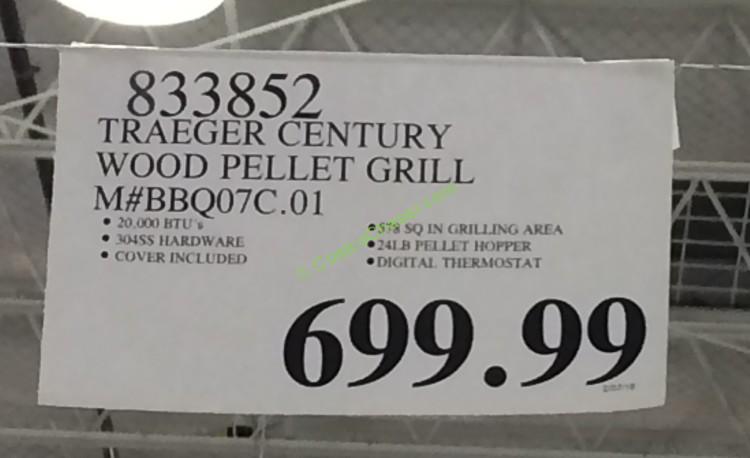 833852
TRAEGER CENTURY
WOOD PELLET GRILL
M#BBQ07C.01
• 20,000 BTU's
• 304SS HARDWARE
• COVER INCLUDED
• 578 SQ IN GRILLING AREA
• 24LB PELLET HOPPER
• DIGITAL THERMOSTAT
699.99